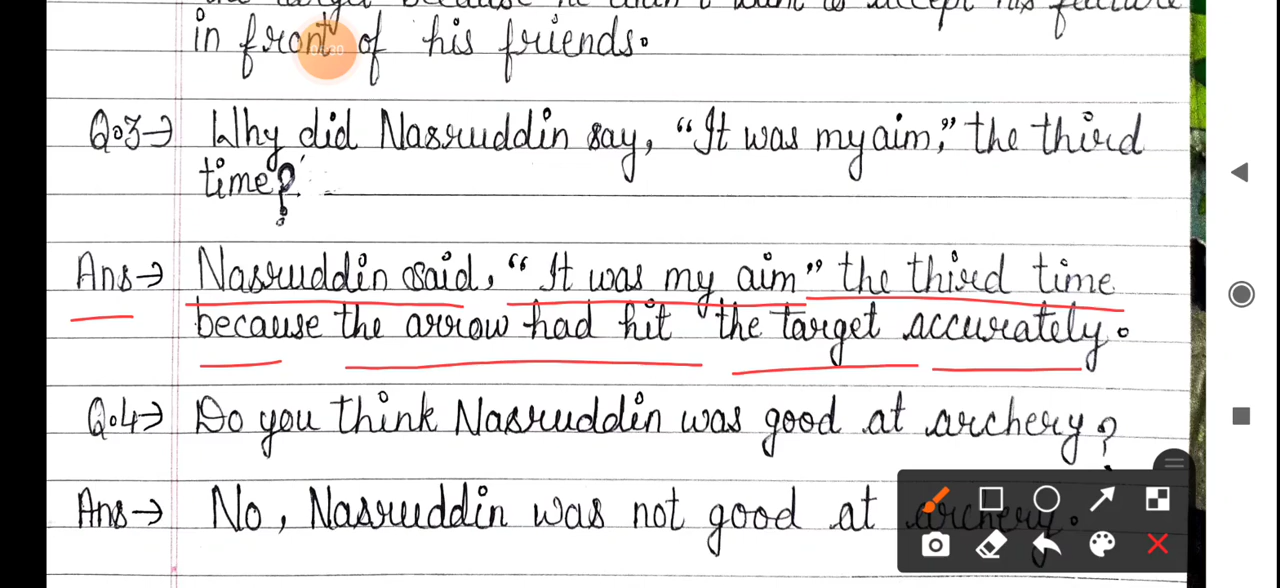 in front of his friends.
Q.3→ Why did Nasruddin say, "It was my aim," the third
time?
Ans→ Nasruddin said, "It was my aim" the third time
because the arrow had hit the target accurately.
Q.4→ Do you think Nasruddin was good at archery?
Ans→ No, Nasruddin was not good at archery.